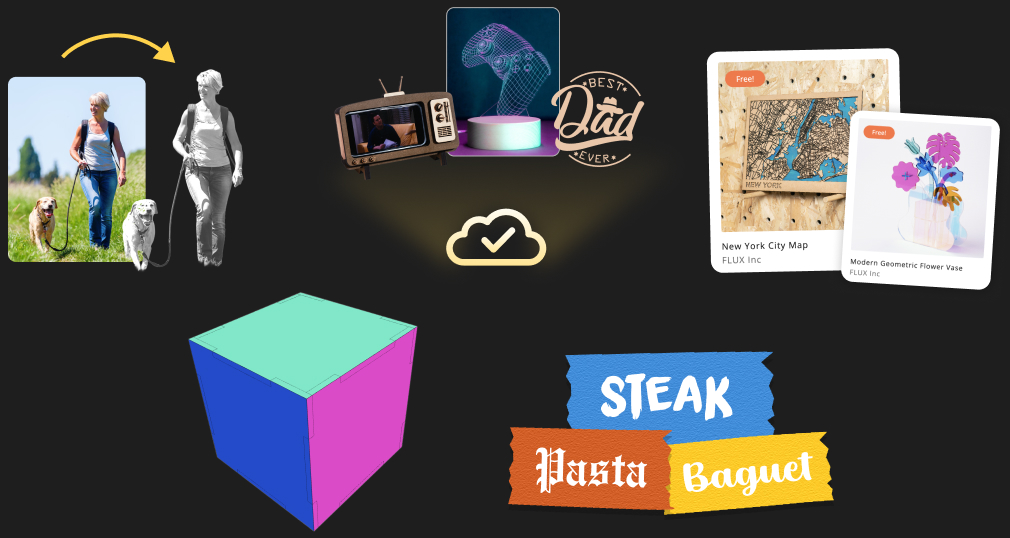 BEST
Dad
EVER
Free!
NEW YORK
New York City Map
FLUX Inc
Free!
Modern Geometric Flower Vase
FLUX Inc
STEAK
Pasta
Baguet